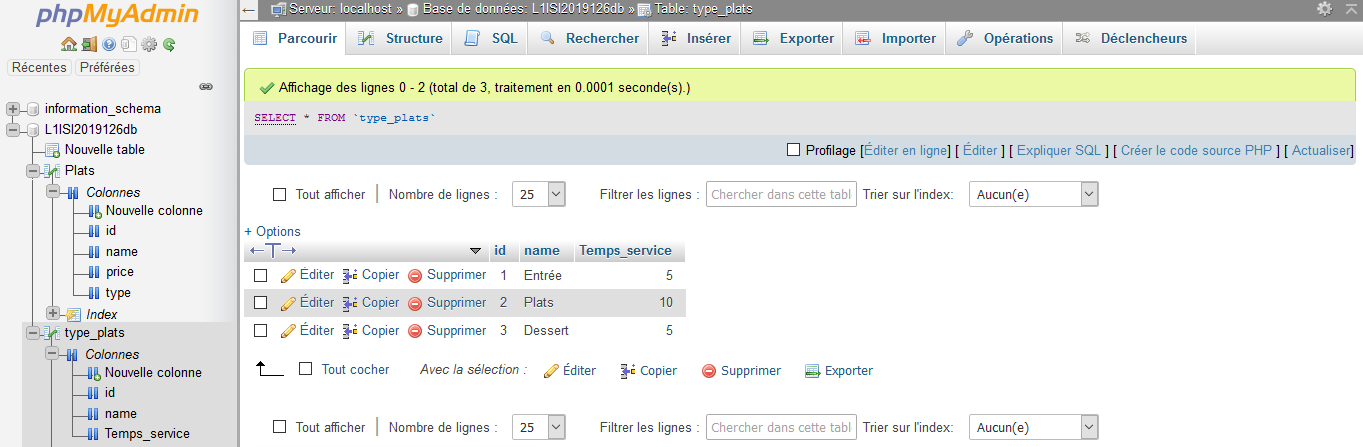 phpMyAdmin
Récentes Préférées
information_schema
L1ISI2019126db
Nouvelle table
Plats
Colonnes
Nouvelle colonne
id
name
price
type
Index
type_plats
Colonnes
Nouvelle colonne
id
name
Temps_service
Serveur: localhost » Base de données: L1ISI2019126db » Table: type_plats
Parcourir Structure SQL Rechercher Insérer Exporter Importer Opérations Déclencheurs
Affichage des lignes 0 - 2 (total de 3, traitement en 0.0001 seconde(s).)
SELECT * FROM `type_plats`
Profilage [Éditer en ligne] [ Éditer ] [ Expliquer SQL ] [ Créer le code source PHP ] [ Actualiser]
Tout afficher | Nombre de lignes : 25 Filtrer les lignes : Chercher dans cette tabl Trier sur l'index: Aucun(e)
+ Options
←T→ id name Temps_service
Éditer Copier Supprimer 1 Entrée 5
Éditer Copier Supprimer 2 Plats 10
Éditer Copier Supprimer 3 Dessert 5
Tout cocher Avec la sélection : Éditer Copier Supprimer Exporter
Tout afficher | Nombre de lignes : 25 Filtrer les lignes : Chercher dans cette tabl Trier sur l'index: Aucun(e)